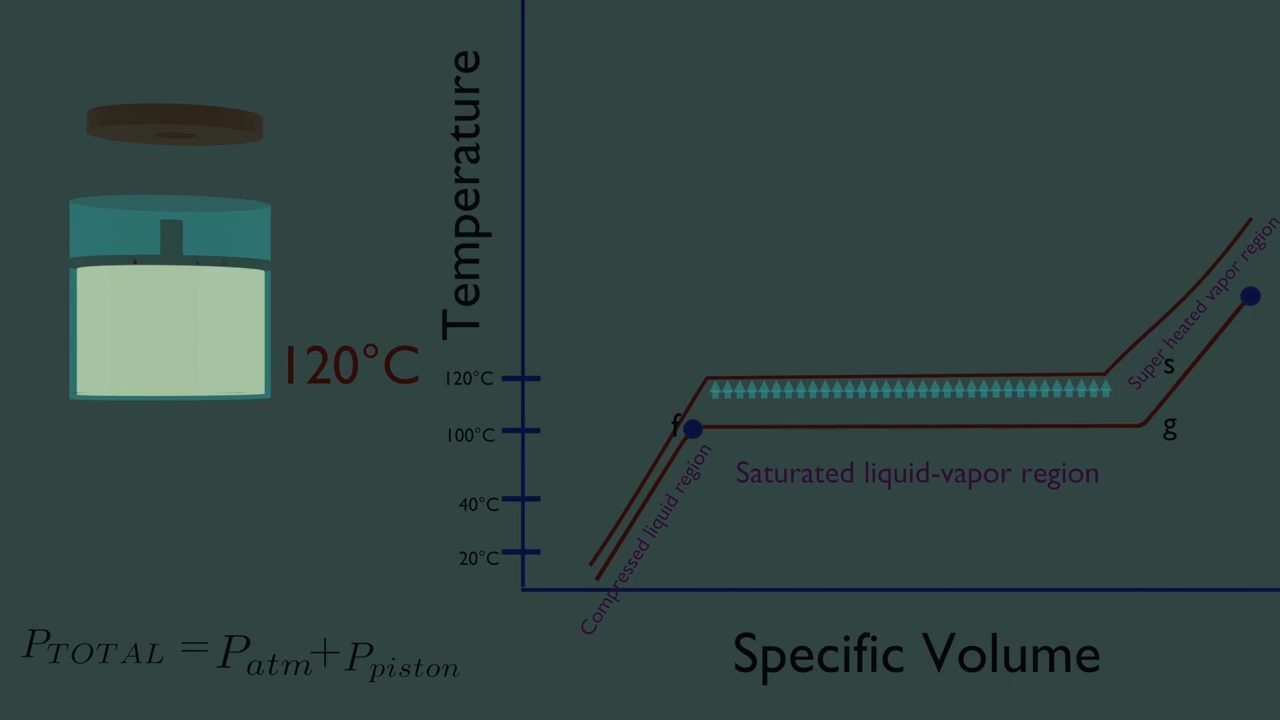 Temperature
120°C
120°C
100°C
40°C
20°C
f
s
g
Super heated vapor region
Saturated liquid-vapor region
Compressed liquid region
P_TOTAL = P_atm + P_piston
Specific Volume